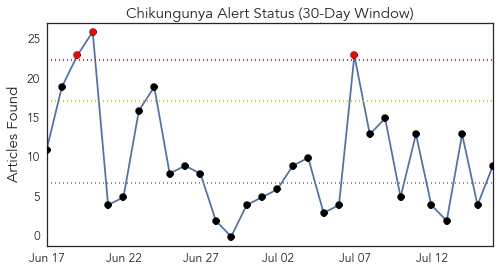 Chikungunya Alert Status (30-Day Window)
Articles Found
25
20
15
10
5
0
Jun 17 Jun 22 Jun 27 Jul 02 Jul 07 Jul 12